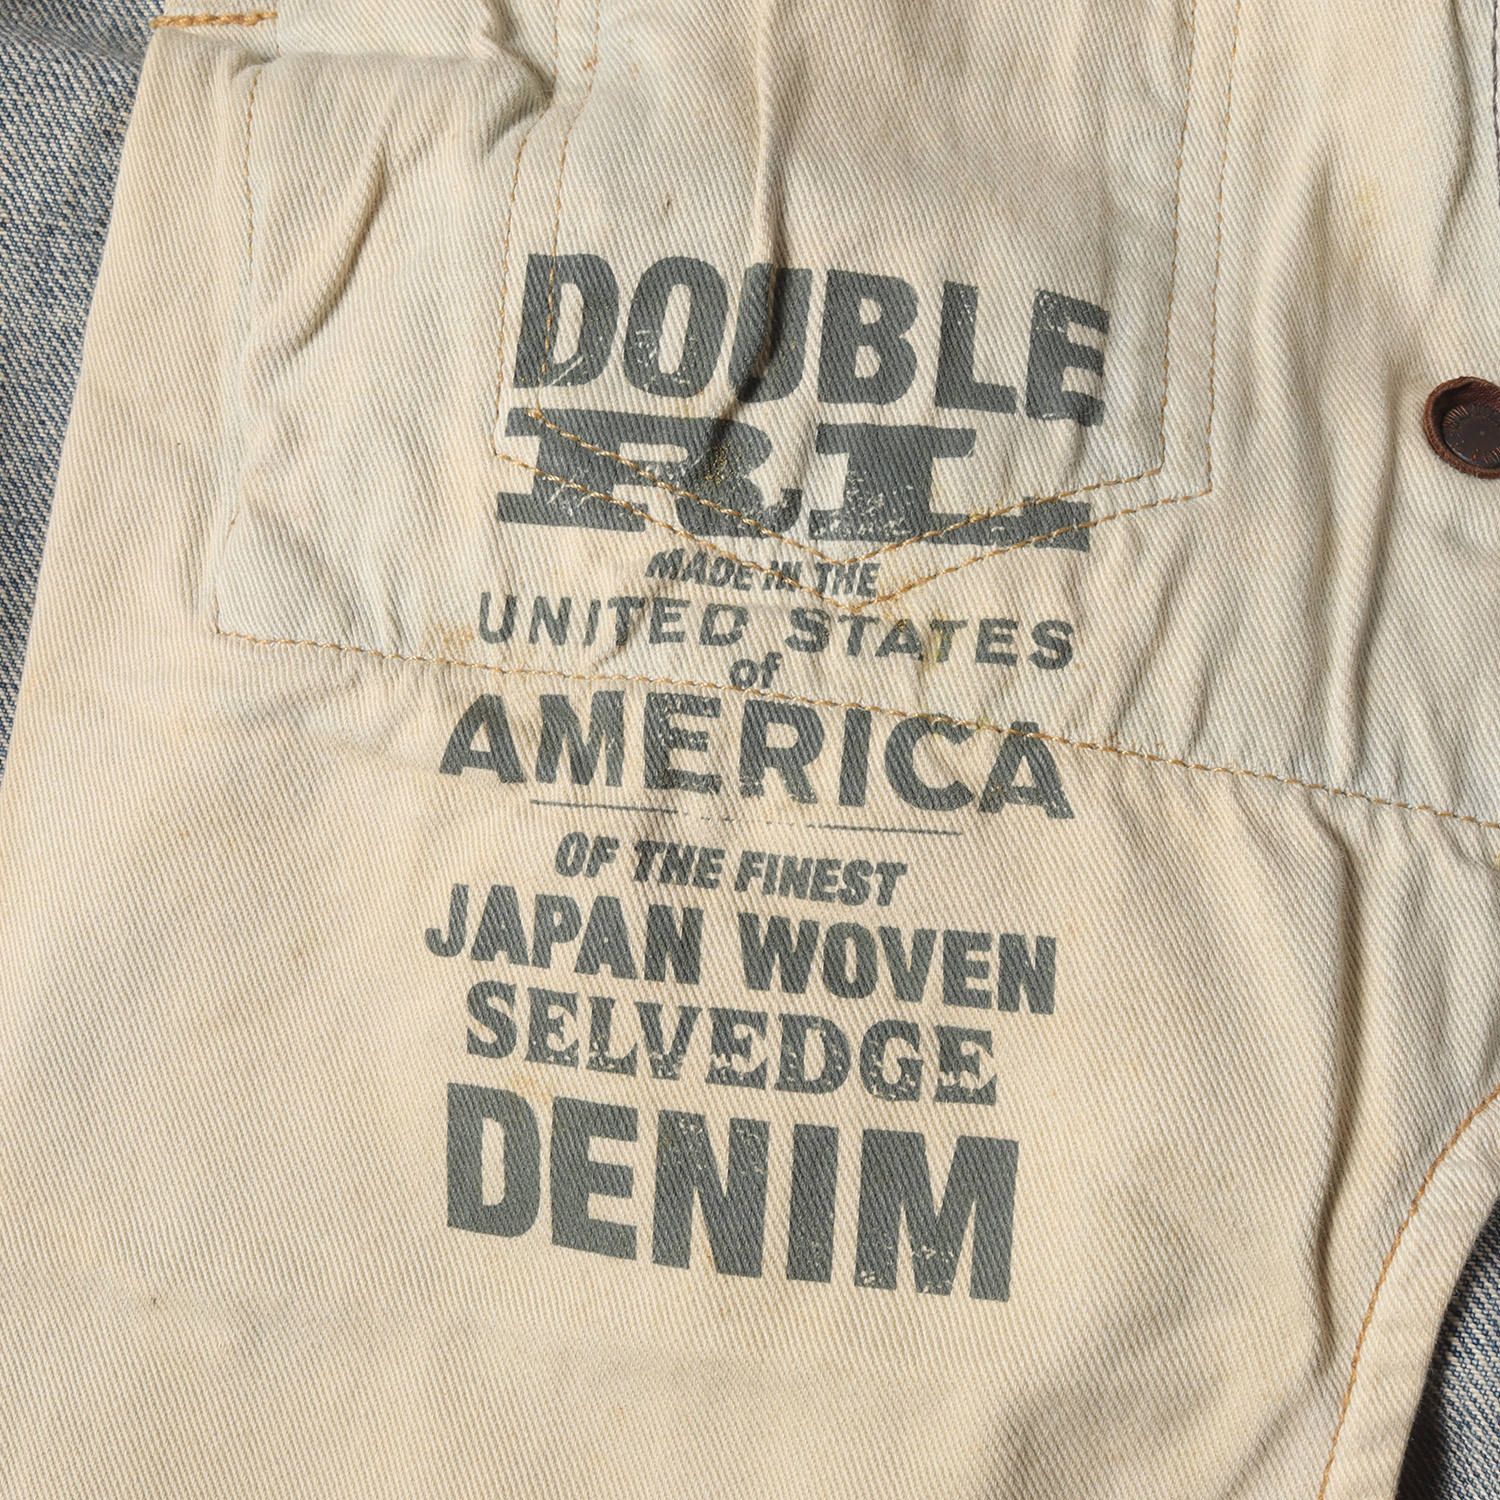 DOUBLE
RL
MADE IN THE
UNITED STATES
of
AMERICA
OF THE FINEST
JAPAN WOVEN
SELVEDGE
DENIM